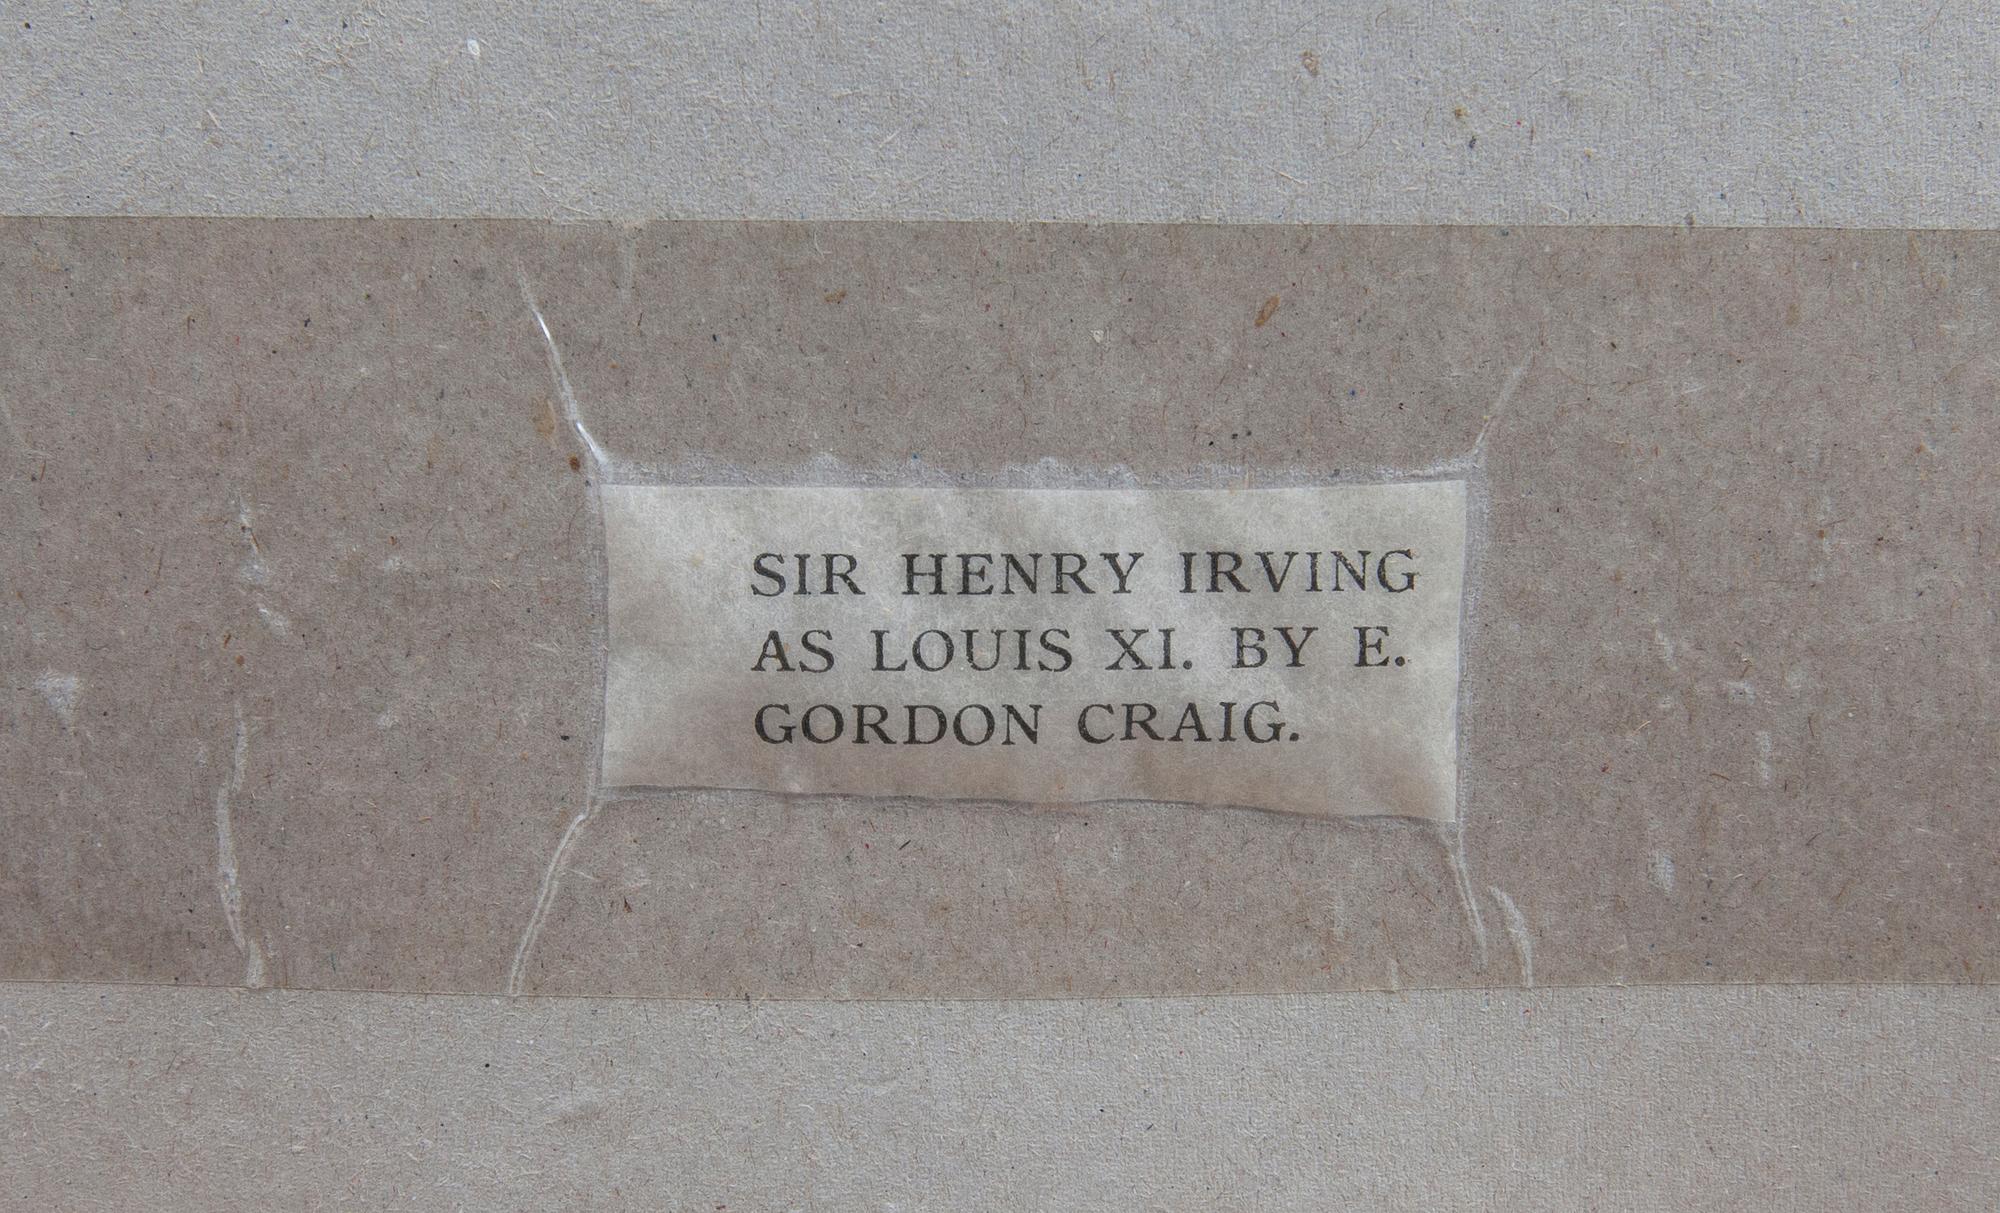 SIR HENRY IRVING
AS LOUIS XI. BY E.
GORDON CRAIG.